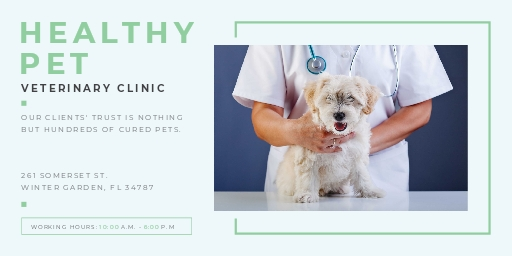 HEALTHY
PET
VETERINARY CLINIC
OUR CLIENTS' TRUST IS NOTHING
BUT HUNDREDS OF CURED PETS.
261 SOMERSET ST.
WINTER GARDEN, FL 34787
WORKING HOURS: 10:00 A.M. - 6:00 P.M